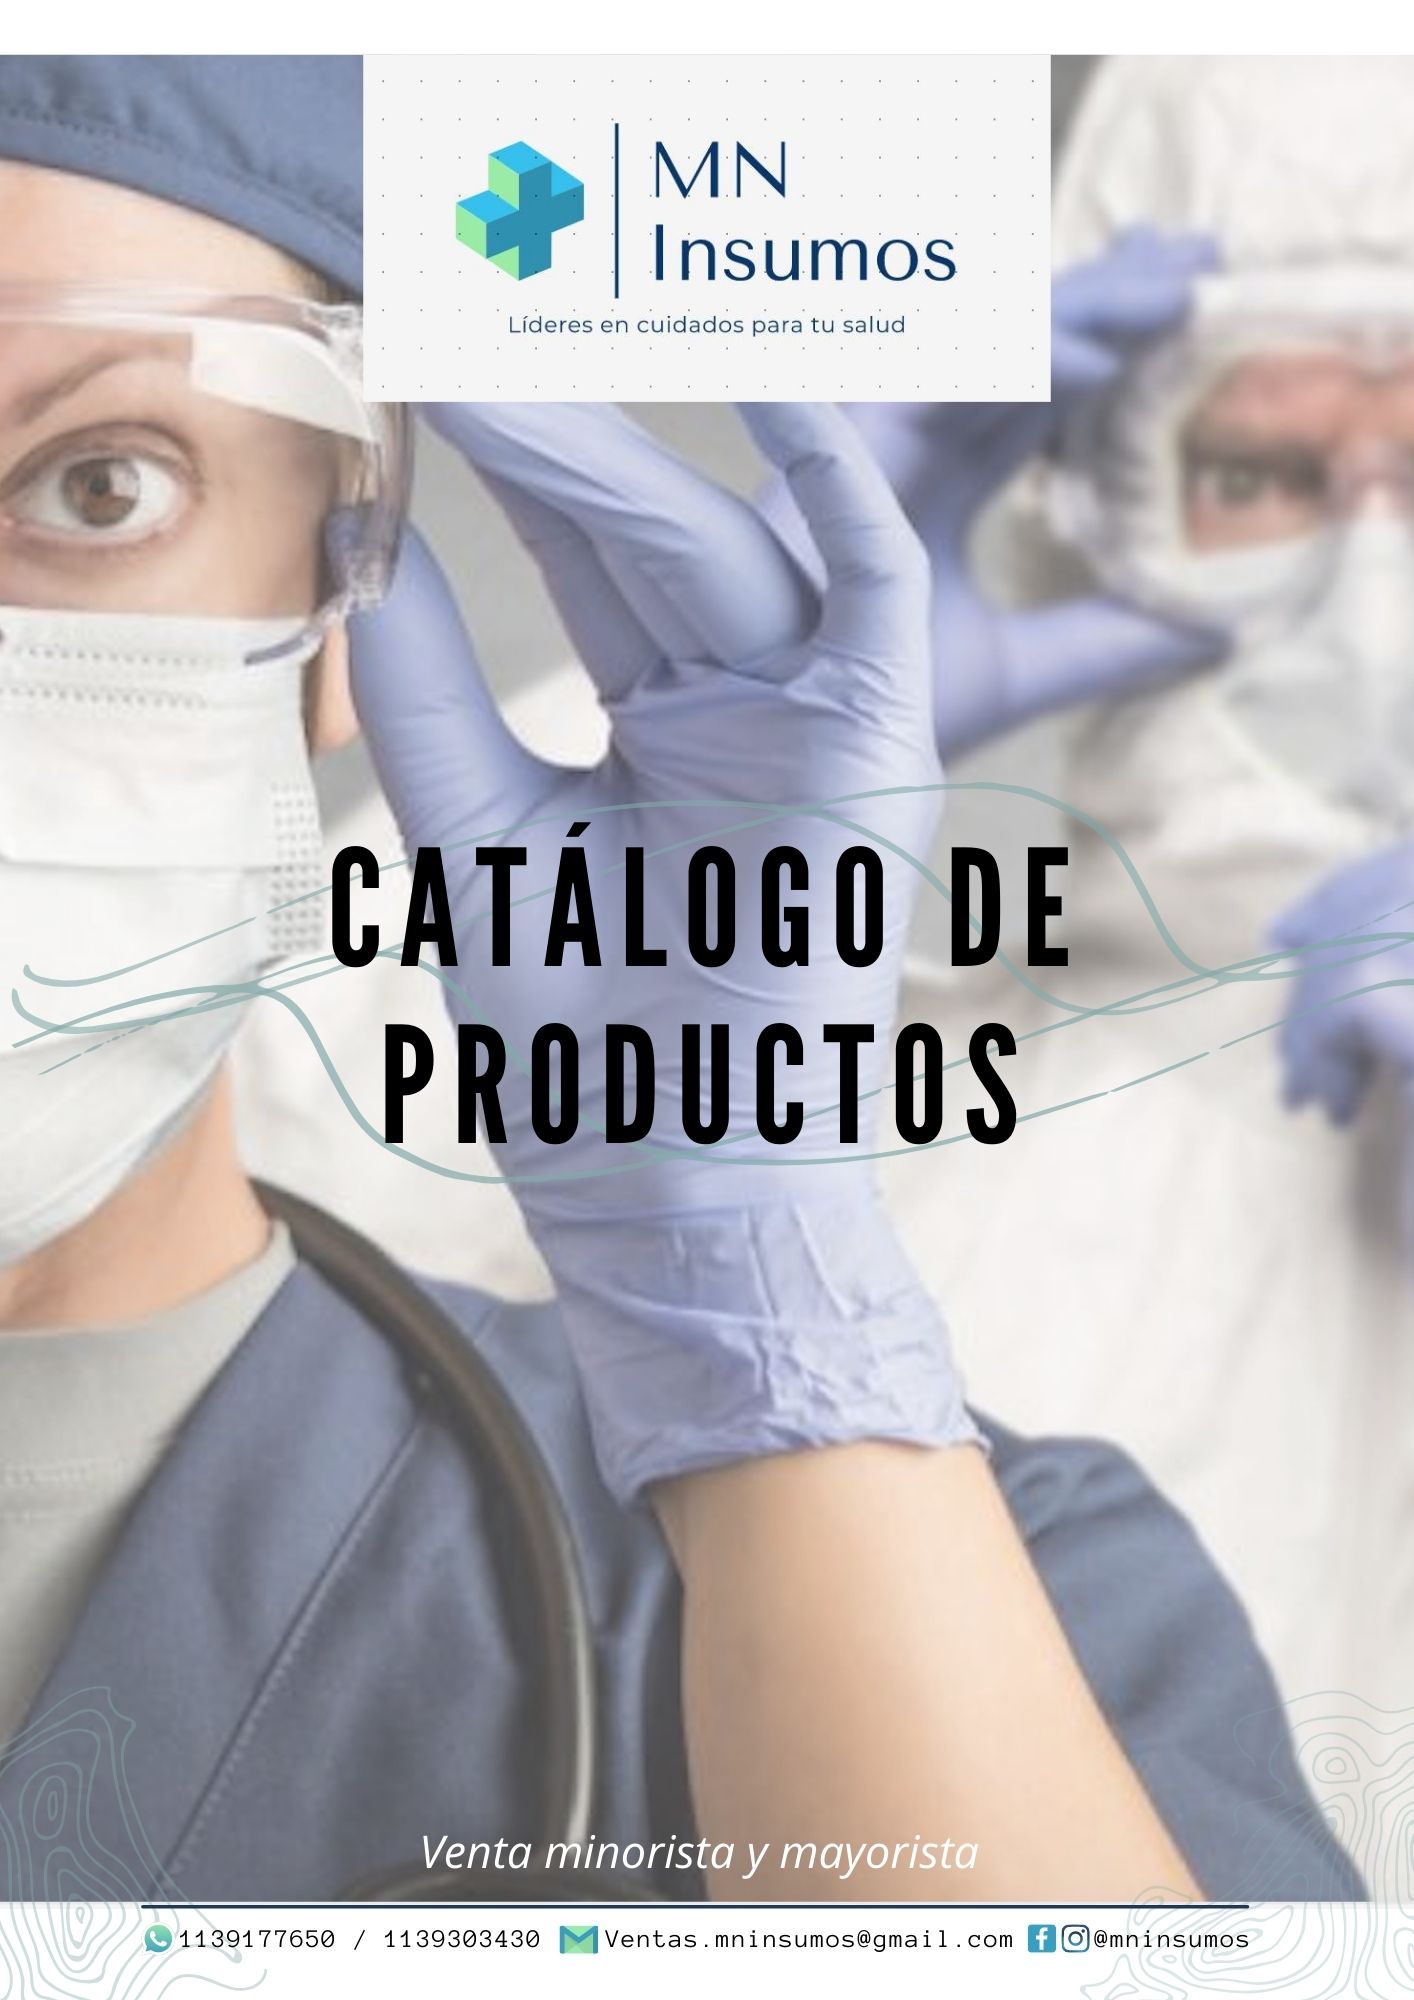 MN
Insumos
Líderes en cuidados para tu salud
CATÁLOGO DE
PRODUCTOS
Venta minorista y mayorista
1139177650 / 1139303430 Ventas.mninsumos@gmail.com @mninsumos